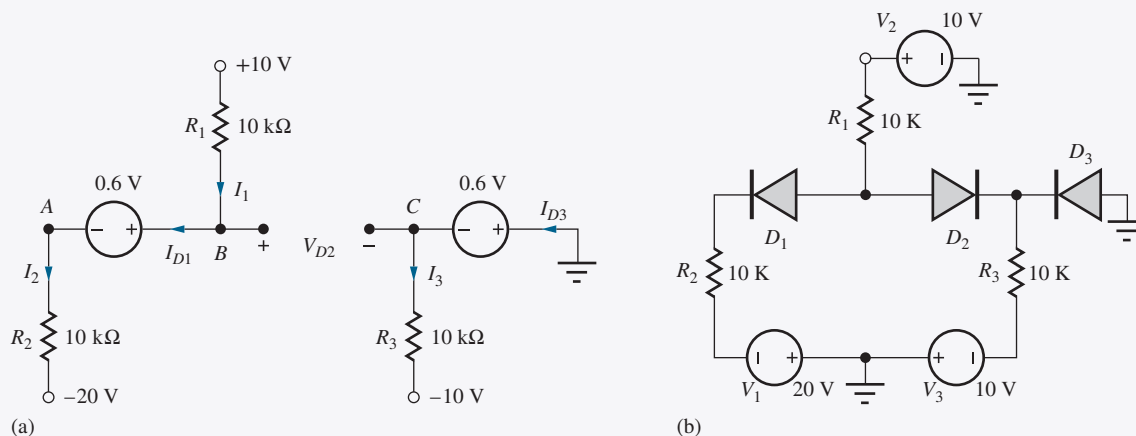 +10 V
R1 10 kΩ
0.6 V
I1
A
− +
ID1
B
+
VD2
−
C
0.6 V
− +
ID3
I2
I3
R2 10 kΩ
R3 10 kΩ
−20 V
−10 V
(a)
V2 10 V
+ −
R1 10 K
D3
D1
D2
R2 10 K
R3 10 K
− +
+ −
V1 20 V
V3 10 V
(b)